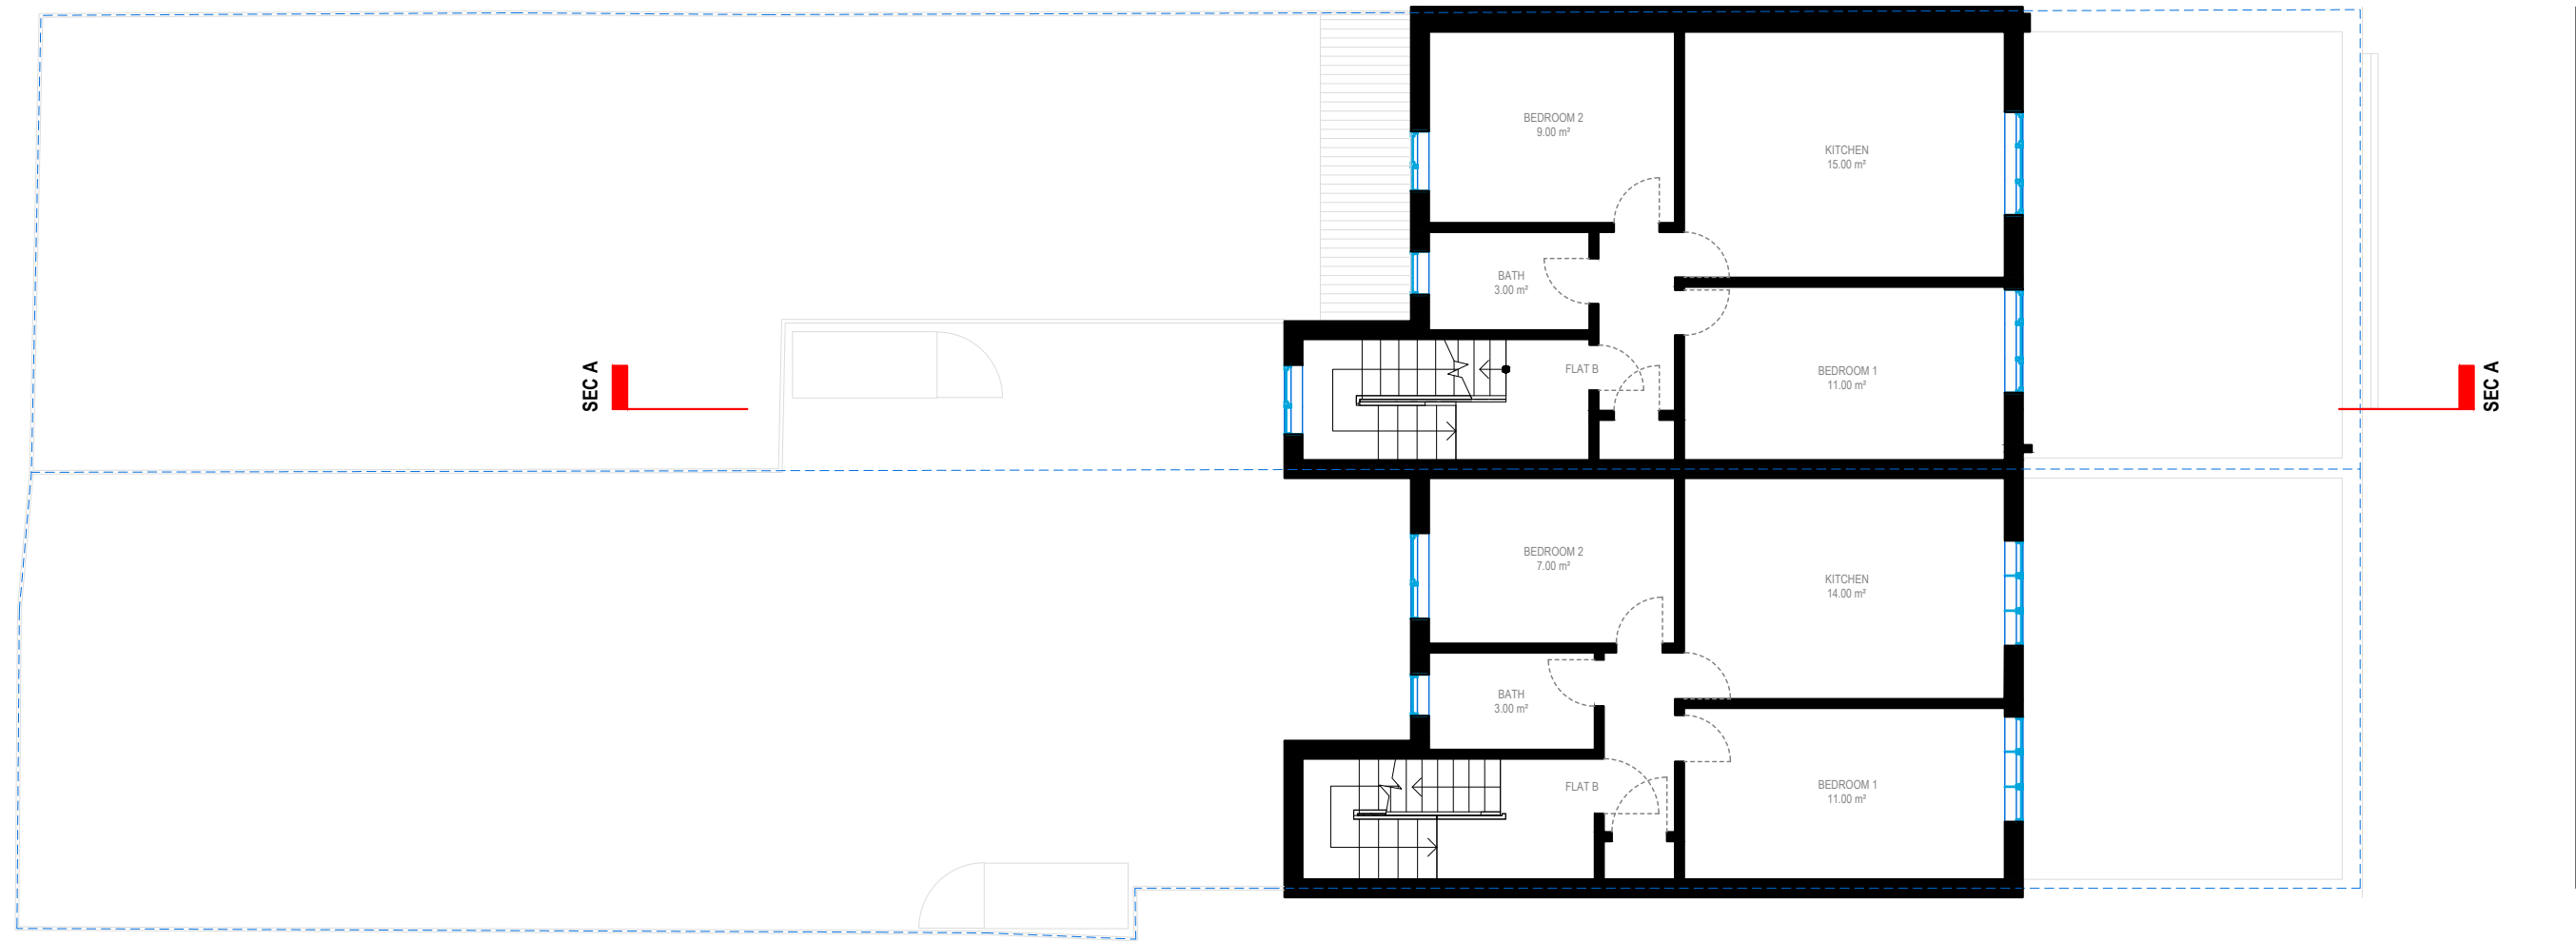 BEDROOM 2
9.00 m²
KITCHEN
15.00 m²
BATH
3.00 m²
FLAT B
BEDROOM 1
11.00 m²
SEC A
SEC A
BEDROOM 2
7.00 m²
KITCHEN
14.00 m²
BATH
3.00 m²
FLAT B
BEDROOM 1
11.00 m²